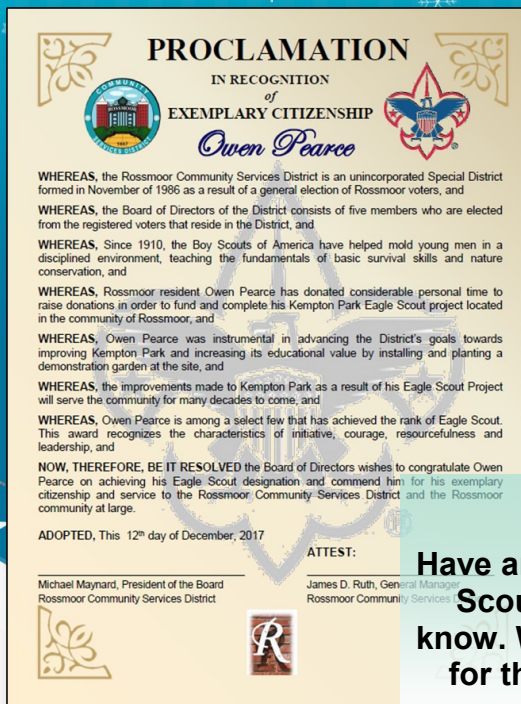 PROCLAMATION
IN RECOGNITION
of
EXEMPLARY CITIZENSHIP
Owen Pearce
WHEREAS, the Rossmoor Community Services District is an unincorporated Special District
formed in November of 1986 as a result of a general election of Rossmoor voters, and
WHEREAS, the Board of Directors of the District consists of five members who are elected
from the registered voters that reside in the District, and
WHEREAS, Since 1910, the Boy Scouts of America have helped mold young men in a
disciplined environment, teaching the fundamentals of basic survival skills and nature
conservation, and
WHEREAS, Rossmoor resident Owen Pearce has donated considerable personal time to
raise donations in order to fund and complete his Kempton Park Eagle Scout project located
in the community of Rossmoor, and
WHEREAS, Owen Pearce was instrumental in advancing the District's goals towards
improving Kempton Park and increasing its educational value by installing and planting a
demonstration garden at the site, and
WHEREAS, the improvements made to Kempton Park as a result of his Eagle Scout Project
will serve the community for many decades to come, and
WHEREAS, Owen Pearce is among a select few that has achieved the rank of Eagle Scout.
This award recognizes the characteristics of initiative, courage, resourcefulness and
leadership, and
NOW, THEREFORE, BE IT RESOLVED the Board of Directors wishes to congratulate Owen
Pearce on achieving his Eagle Scout designation and commend him for his exemplary
citizenship and service to the Rossmoor Community Services District and the Rossmoor
community at large.
ADOPTED, This 12th day of December, 2017
ATTEST:
Michael Maynard, President of the Board
Rossmoor Community Services District
James D. Ruth, General Manager
Rossmoor Community Services
R
Have a
Scou
know. W
for th